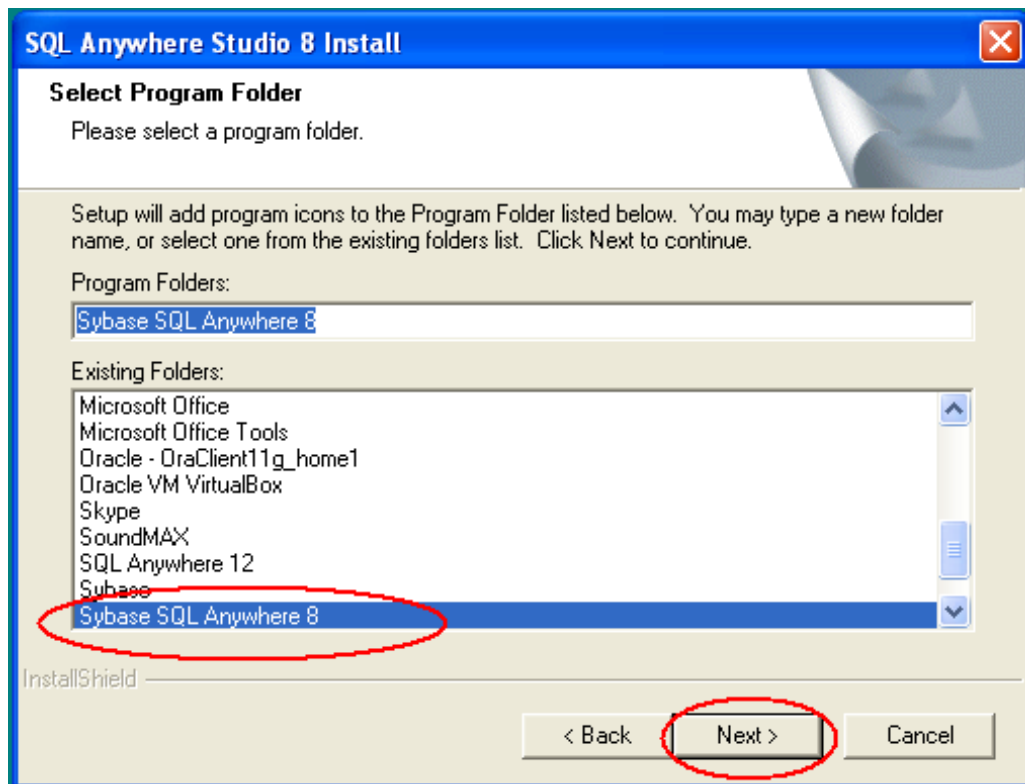 SQL Anywhere Studio 8 Install
Select Program Folder
Please select a program folder.
Setup will add program icons to the Program Folder listed below.  You may type a new folder
name, or select one from the existing folders list.  Click Next to continue.
Program Folders:
Sybase SQL Anywhere 8
Existing Folders:
Microsoft Office
Microsoft Office Tools
Oracle - OraClient11g_home1
Oracle VM VirtualBox
Skype
SoundMAX
SQL Anywhere 12
Sybase
Sybase SQL Anywhere 8
InstallShield
< Back
Next >
Cancel